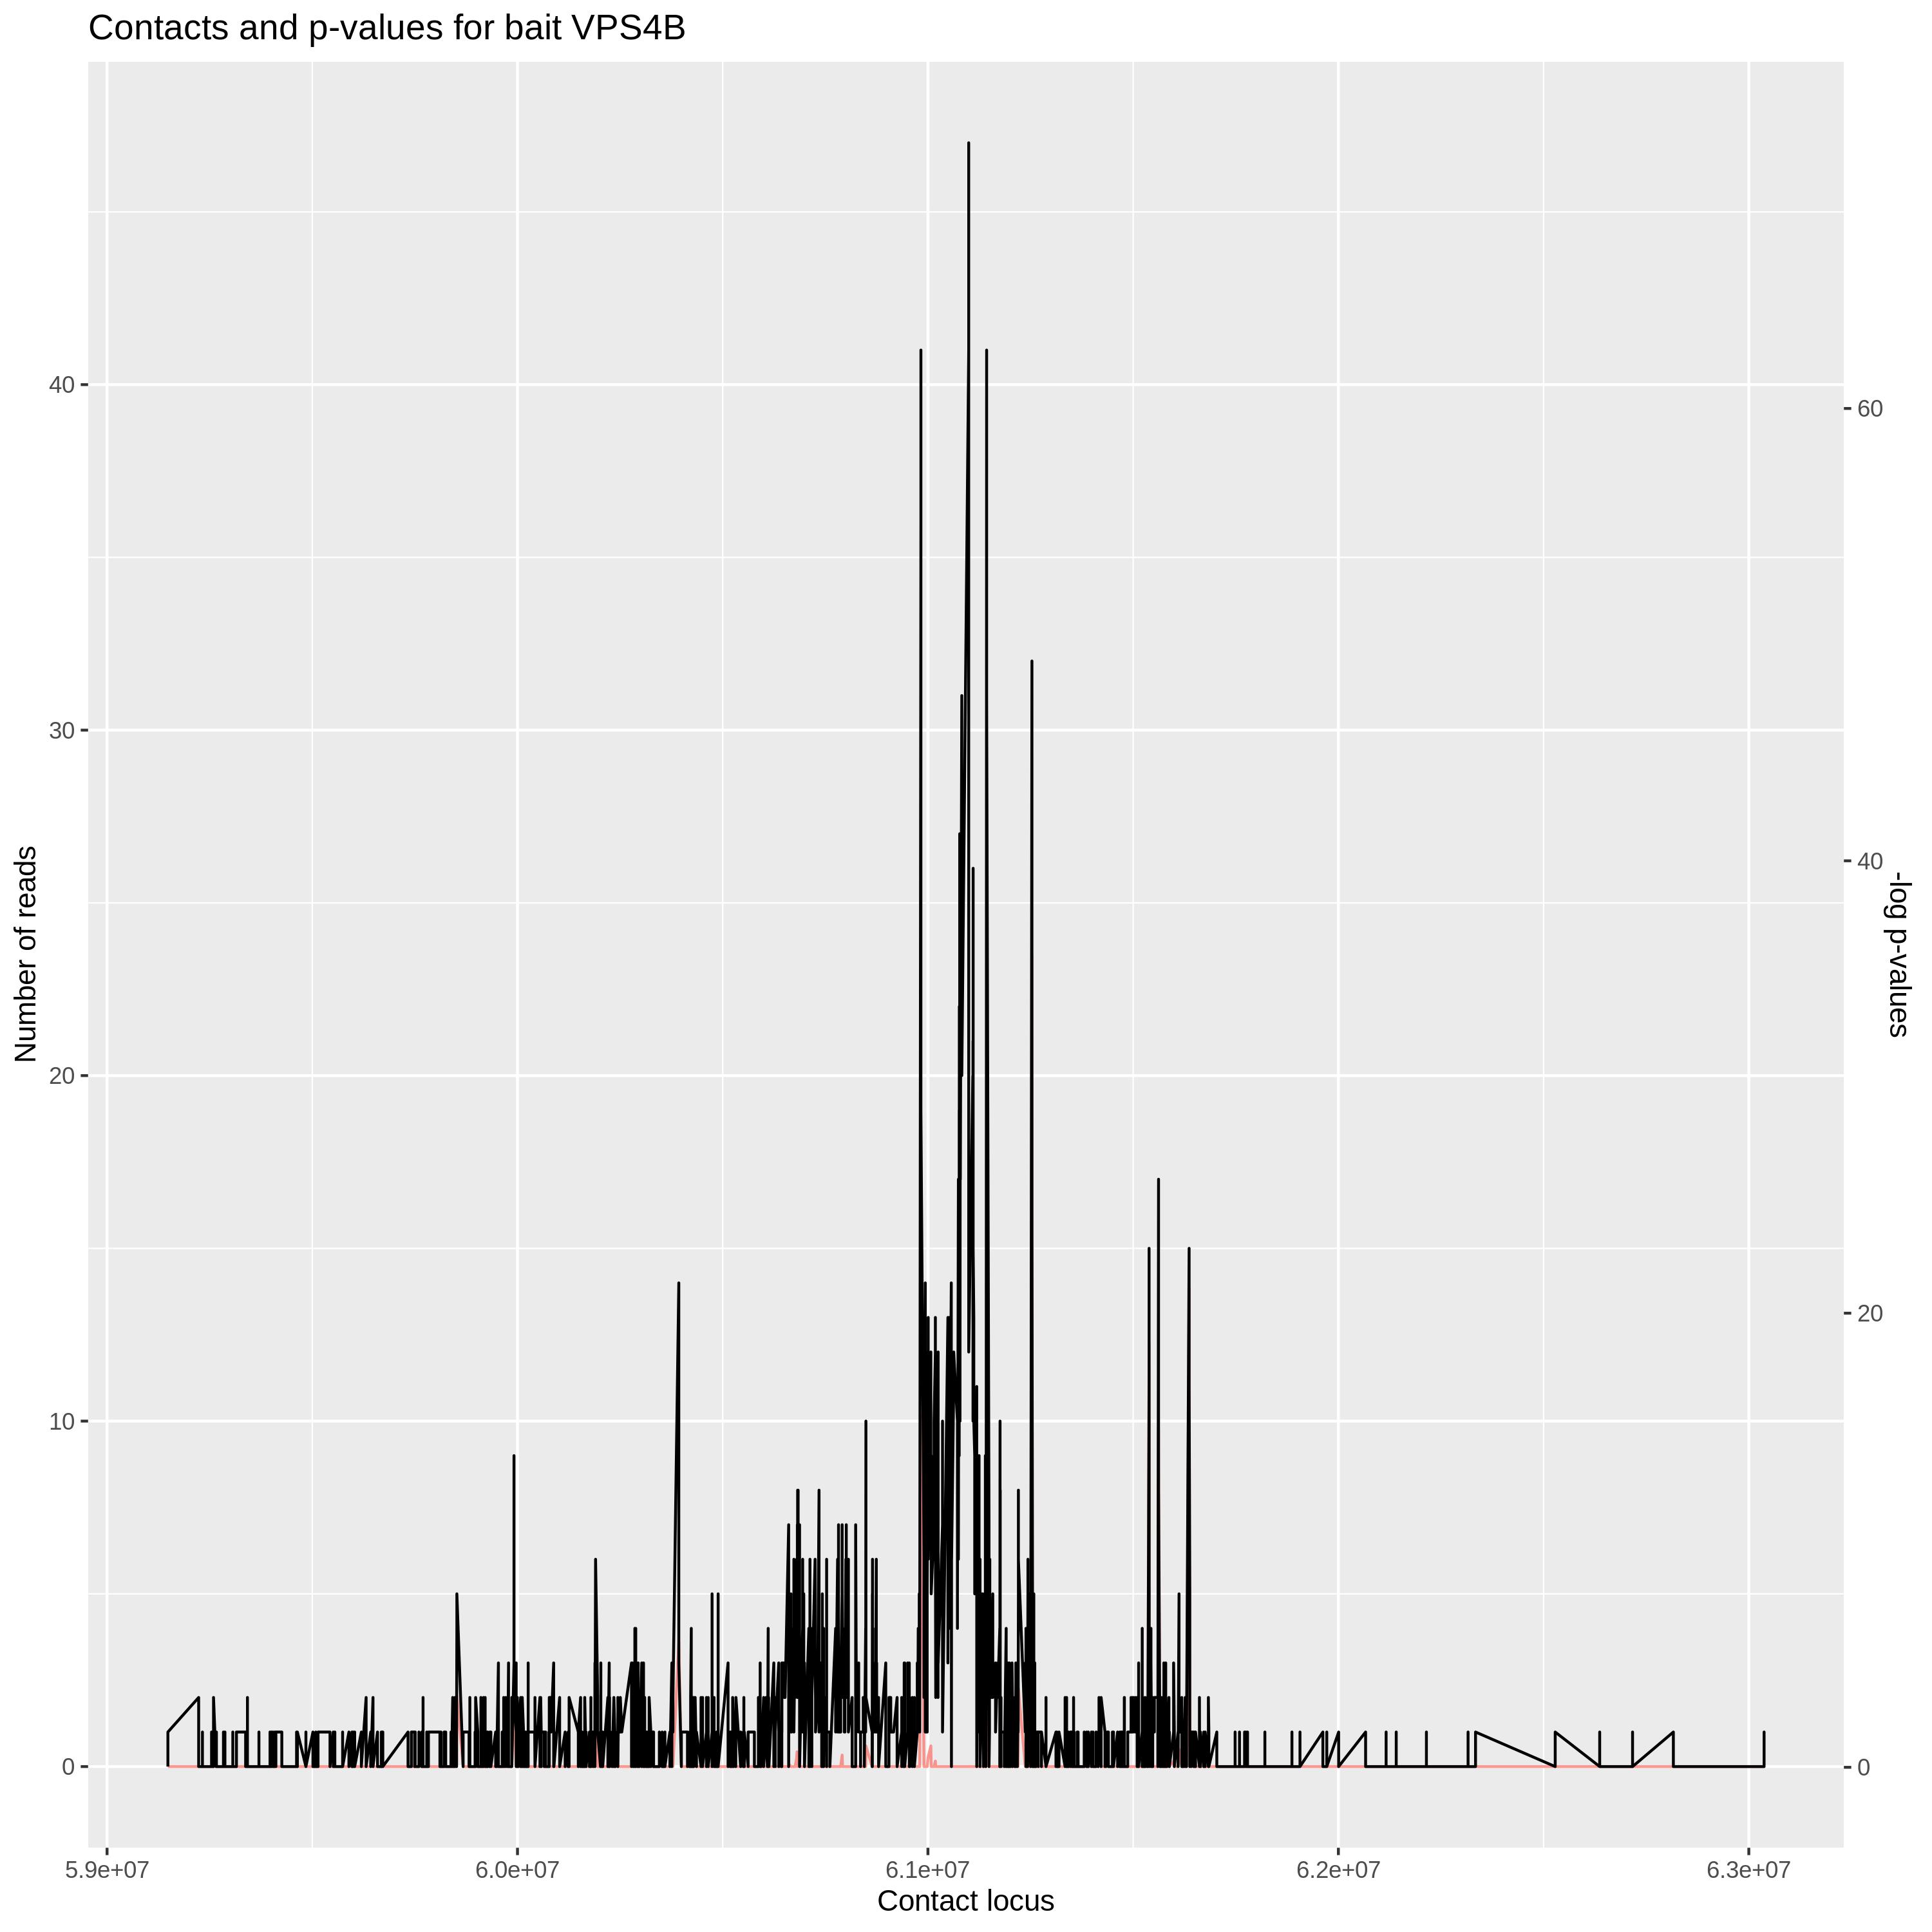 Contacts and p-values for bait VPS4B
40
30
20
10
0
Number of reads
60
40
20
0
-log p-values
5.9e+07 6.0e+07 6.1e+07 6.2e+07 6.3e+07
Contact locus